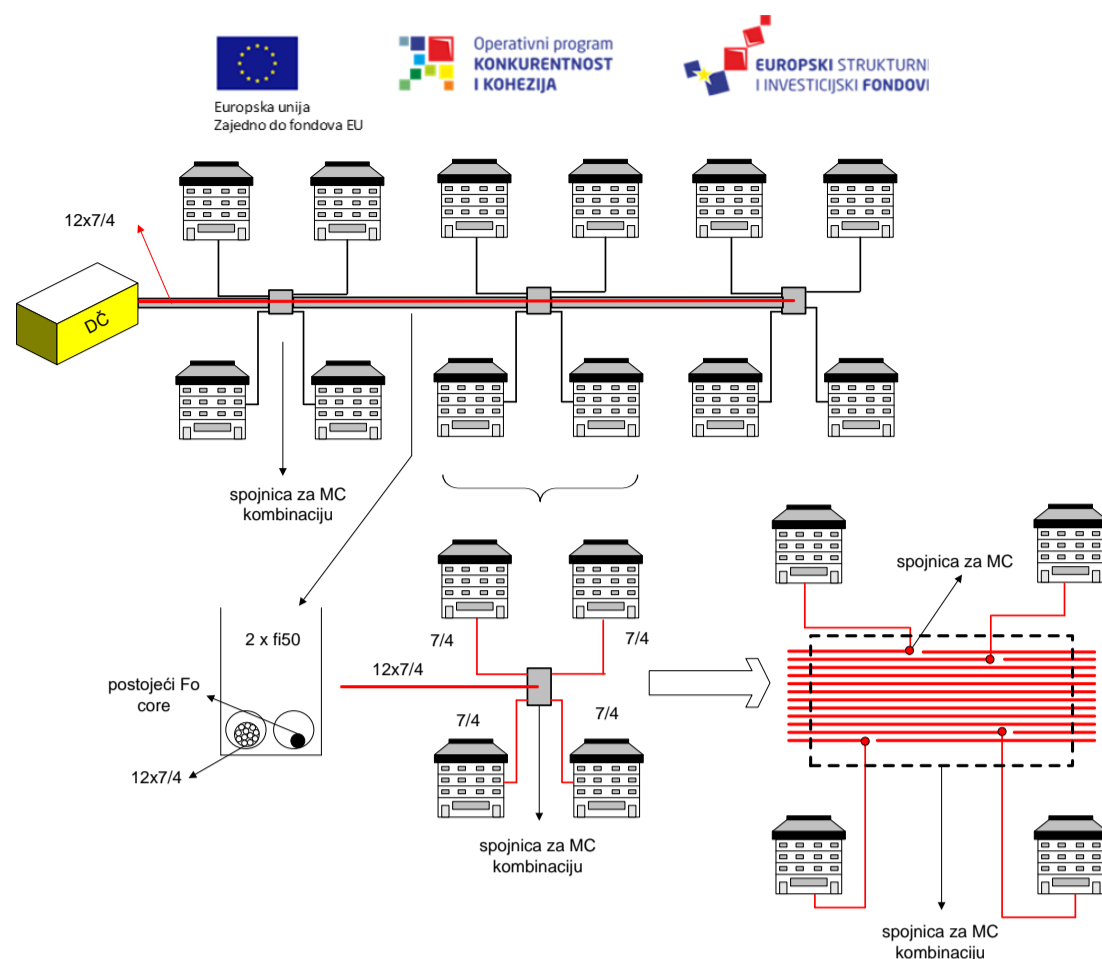 Europska unija
Zajedno do fondova EU
Operativni program
KONKURENTNOST
I KOHEZIJA
EUROPSKI STRUKTURNI
I INVESTICIJSKI FONDOVI
12x7/4
DČ
spojnica za MC
kombinaciju
2 x fi50
postojeći Fo
core
12x7/4
7/4
7/4
12x7/4
7/4
7/4
spojnica za MC
kombinaciju
spojnica za MC
spojnica za MC
kombinaciju